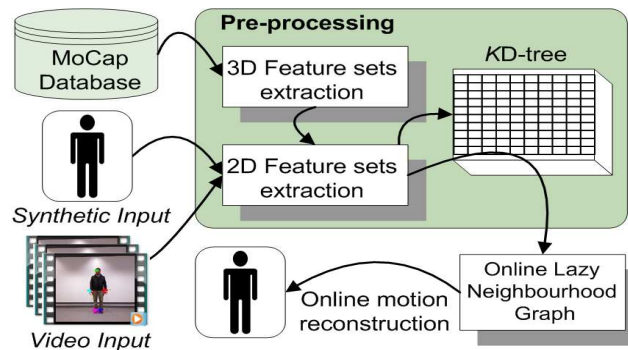 Pre-processing
MoCap
Database
3D Feature sets
extraction
KD-tree
2D Feature sets
extraction
Synthetic Input
Video Input
Online motion
reconstruction
Online Lazy
Neighbourhood
Graph